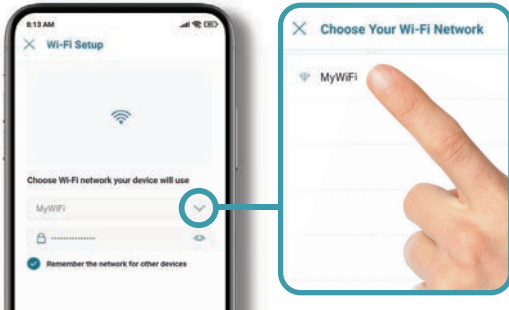 8:13 AM
Wi-Fi Setup
Choose Wi-Fi network your device will use
MyWiFi
Remember the network for other devices
Choose Your Wi-Fi Network
MyWiFi